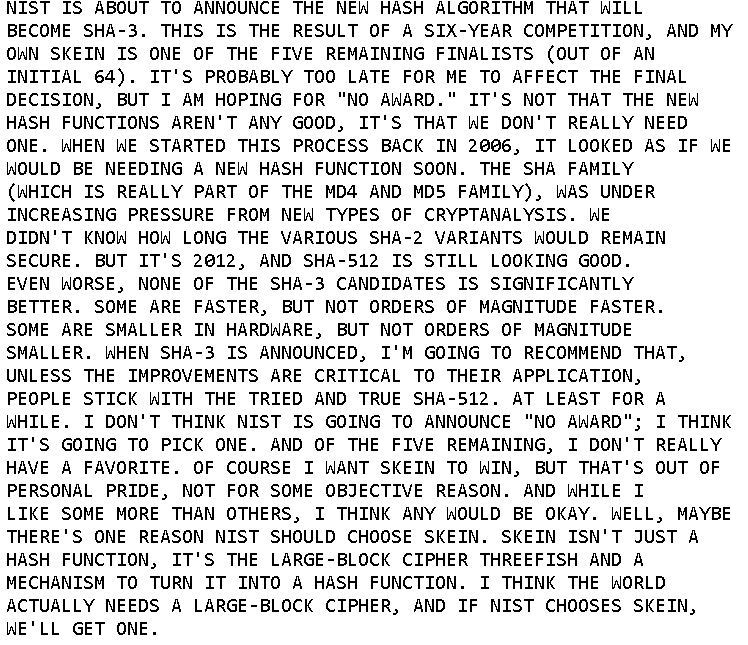 NIST IS ABOUT TO ANNOUNCE THE NEW HASH ALGORITHM THAT WILL
BECOME SHA-3. THIS IS THE RESULT OF A SIX-YEAR COMPETITION, AND MY
OWN SKEIN IS ONE OF THE FIVE REMAINING FINALISTS (OUT OF AN
INITIAL 64). IT'S PROBABLY TOO LATE FOR ME TO AFFECT THE FINAL
DECISION, BUT I AM HOPING FOR "NO AWARD." IT'S NOT THAT THE NEW
HASH FUNCTIONS AREN'T ANY GOOD, IT'S THAT WE DON'T REALLY NEED
ONE. WHEN WE STARTED THIS PROCESS BACK IN 2006, IT LOOKED AS IF WE
WOULD BE NEEDING A NEW HASH FUNCTION SOON. THE SHA FAMILY
(WHICH IS REALLY PART OF THE MD4 AND MD5 FAMILY), WAS UNDER
INCREASING PRESSURE FROM NEW TYPES OF CRYPTANALYSIS. WE
DIDN'T KNOW HOW LONG THE VARIOUS SHA-2 VARIANTS WOULD REMAIN
SECURE. BUT IT'S 2012, AND SHA-512 IS STILL LOOKING GOOD.
EVEN WORSE, NONE OF THE SHA-3 CANDIDATES IS SIGNIFICANTLY
BETTER. SOME ARE FASTER, BUT NOT ORDERS OF MAGNITUDE FASTER.
SOME ARE SMALLER IN HARDWARE, BUT NOT ORDERS OF MAGNITUDE
SMALLER. WHEN SHA-3 IS ANNOUNCED, I'M GOING TO RECOMMEND THAT,
UNLESS THE IMPROVEMENTS ARE CRITICAL TO THEIR APPLICATION,
PEOPLE STICK WITH THE TRIED AND TRUE SHA-512. AT LEAST FOR A
WHILE. I DON'T THINK NIST IS GOING TO ANNOUNCE "NO AWARD"; I THINK
IT'S GOING TO PICK ONE. AND OF THE FIVE REMAINING, I DON'T REALLY
HAVE A FAVORITE. OF COURSE I WANT SKEIN TO WIN, BUT THAT'S OUT OF
PERSONAL PRIDE, NOT FOR SOME OBJECTIVE REASON. AND WHILE I
LIKE SOME MORE THAN OTHERS, I THINK ANY WOULD BE OKAY. WELL, MAYBE
THERE'S ONE REASON NIST SHOULD CHOOSE SKEIN. SKEIN ISN'T JUST A
HASH FUNCTION, IT'S THE LARGE-BLOCK CIPHER THREEFISH AND A
MECHANISM TO TURN IT INTO A HASH FUNCTION. I THINK THE WORLD
ACTUALLY NEEDS A LARGE-BLOCK CIPHER, AND IF NIST CHOOSES SKEIN,
WE'LL GET ONE.